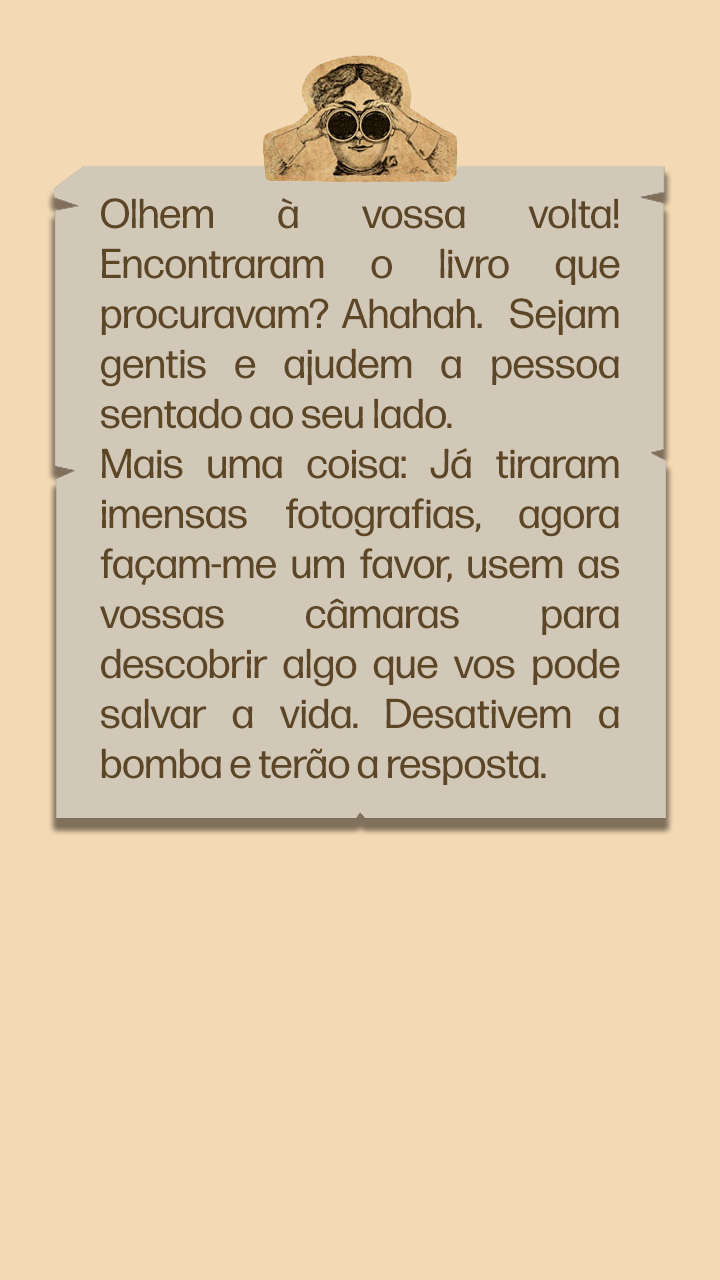 Olhem à vossa volta!
Encontraram o livro que
procuravam? Ahahah. Sejam
gentis e ajudem a pessoa
sentado ao seu lado.
Mais uma coisa: Já tiraram
imensas fotografias, agora
façam-me um favor, usem as
vossas câmaras para
descobrir algo que vos pode
salvar a vida. Desativem a
bomba e terão a resposta.